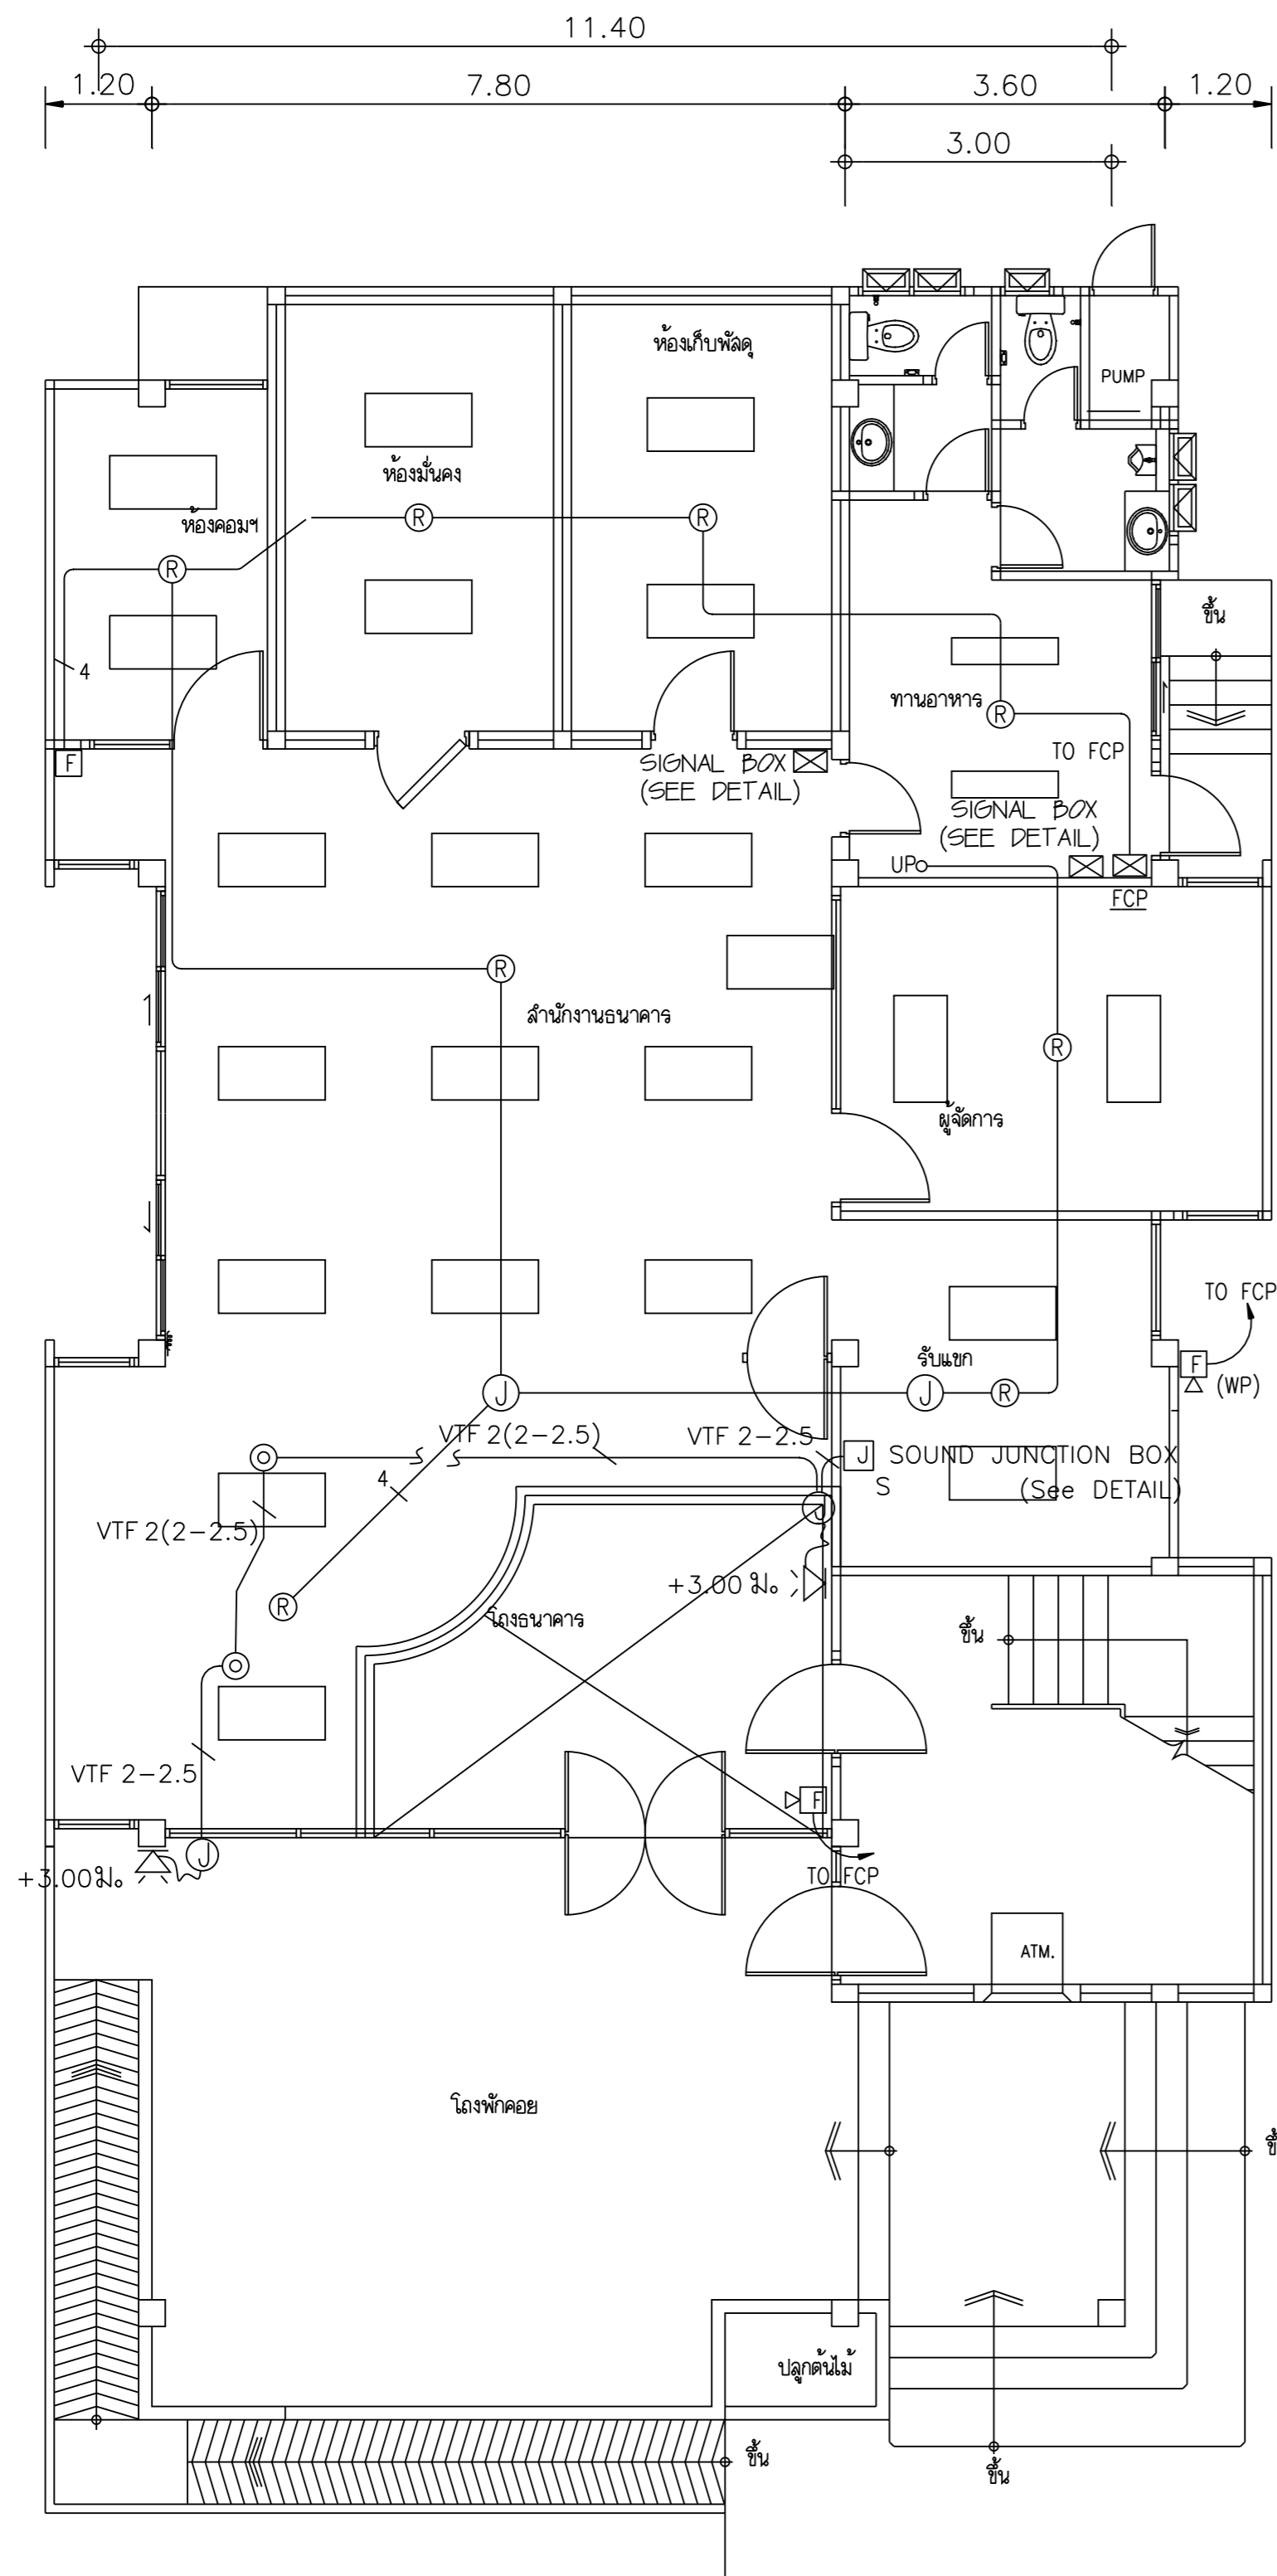 11.40
1.20
7.80
3.60
1.20
3.00
ห้องเก็บพัสดุ
PUMP
ห้องมั่นคง
ห้องคอมฯ
R
R
R
ขึ้น
4
ทานอาหาร
R
F
SIGNAL BOX
(SEE DETAIL)
TO FCP
SIGNAL BOX
(SEE DETAIL)
UP
FCP
R
สำนักงานธนาคาร
R
ผู้จัดการ
TO FCP
รับแขก
F
(WP)
J
J
R
VTF 2(2-2.5)
VTF 2-2.5
J
SOUND JUNCTION BOX
S
(See DETAIL)
4
J
VTF 2(2-2.5)
+3.00 ม.
R
โถงธนาคาร
ขึ้น
VTF 2-2.5
F
J
+3.00ม.
TO FCP
ATM.
โถงพักคอย
ขึ้
ปลูกต้นไม้
ขึ้น
ขึ้น